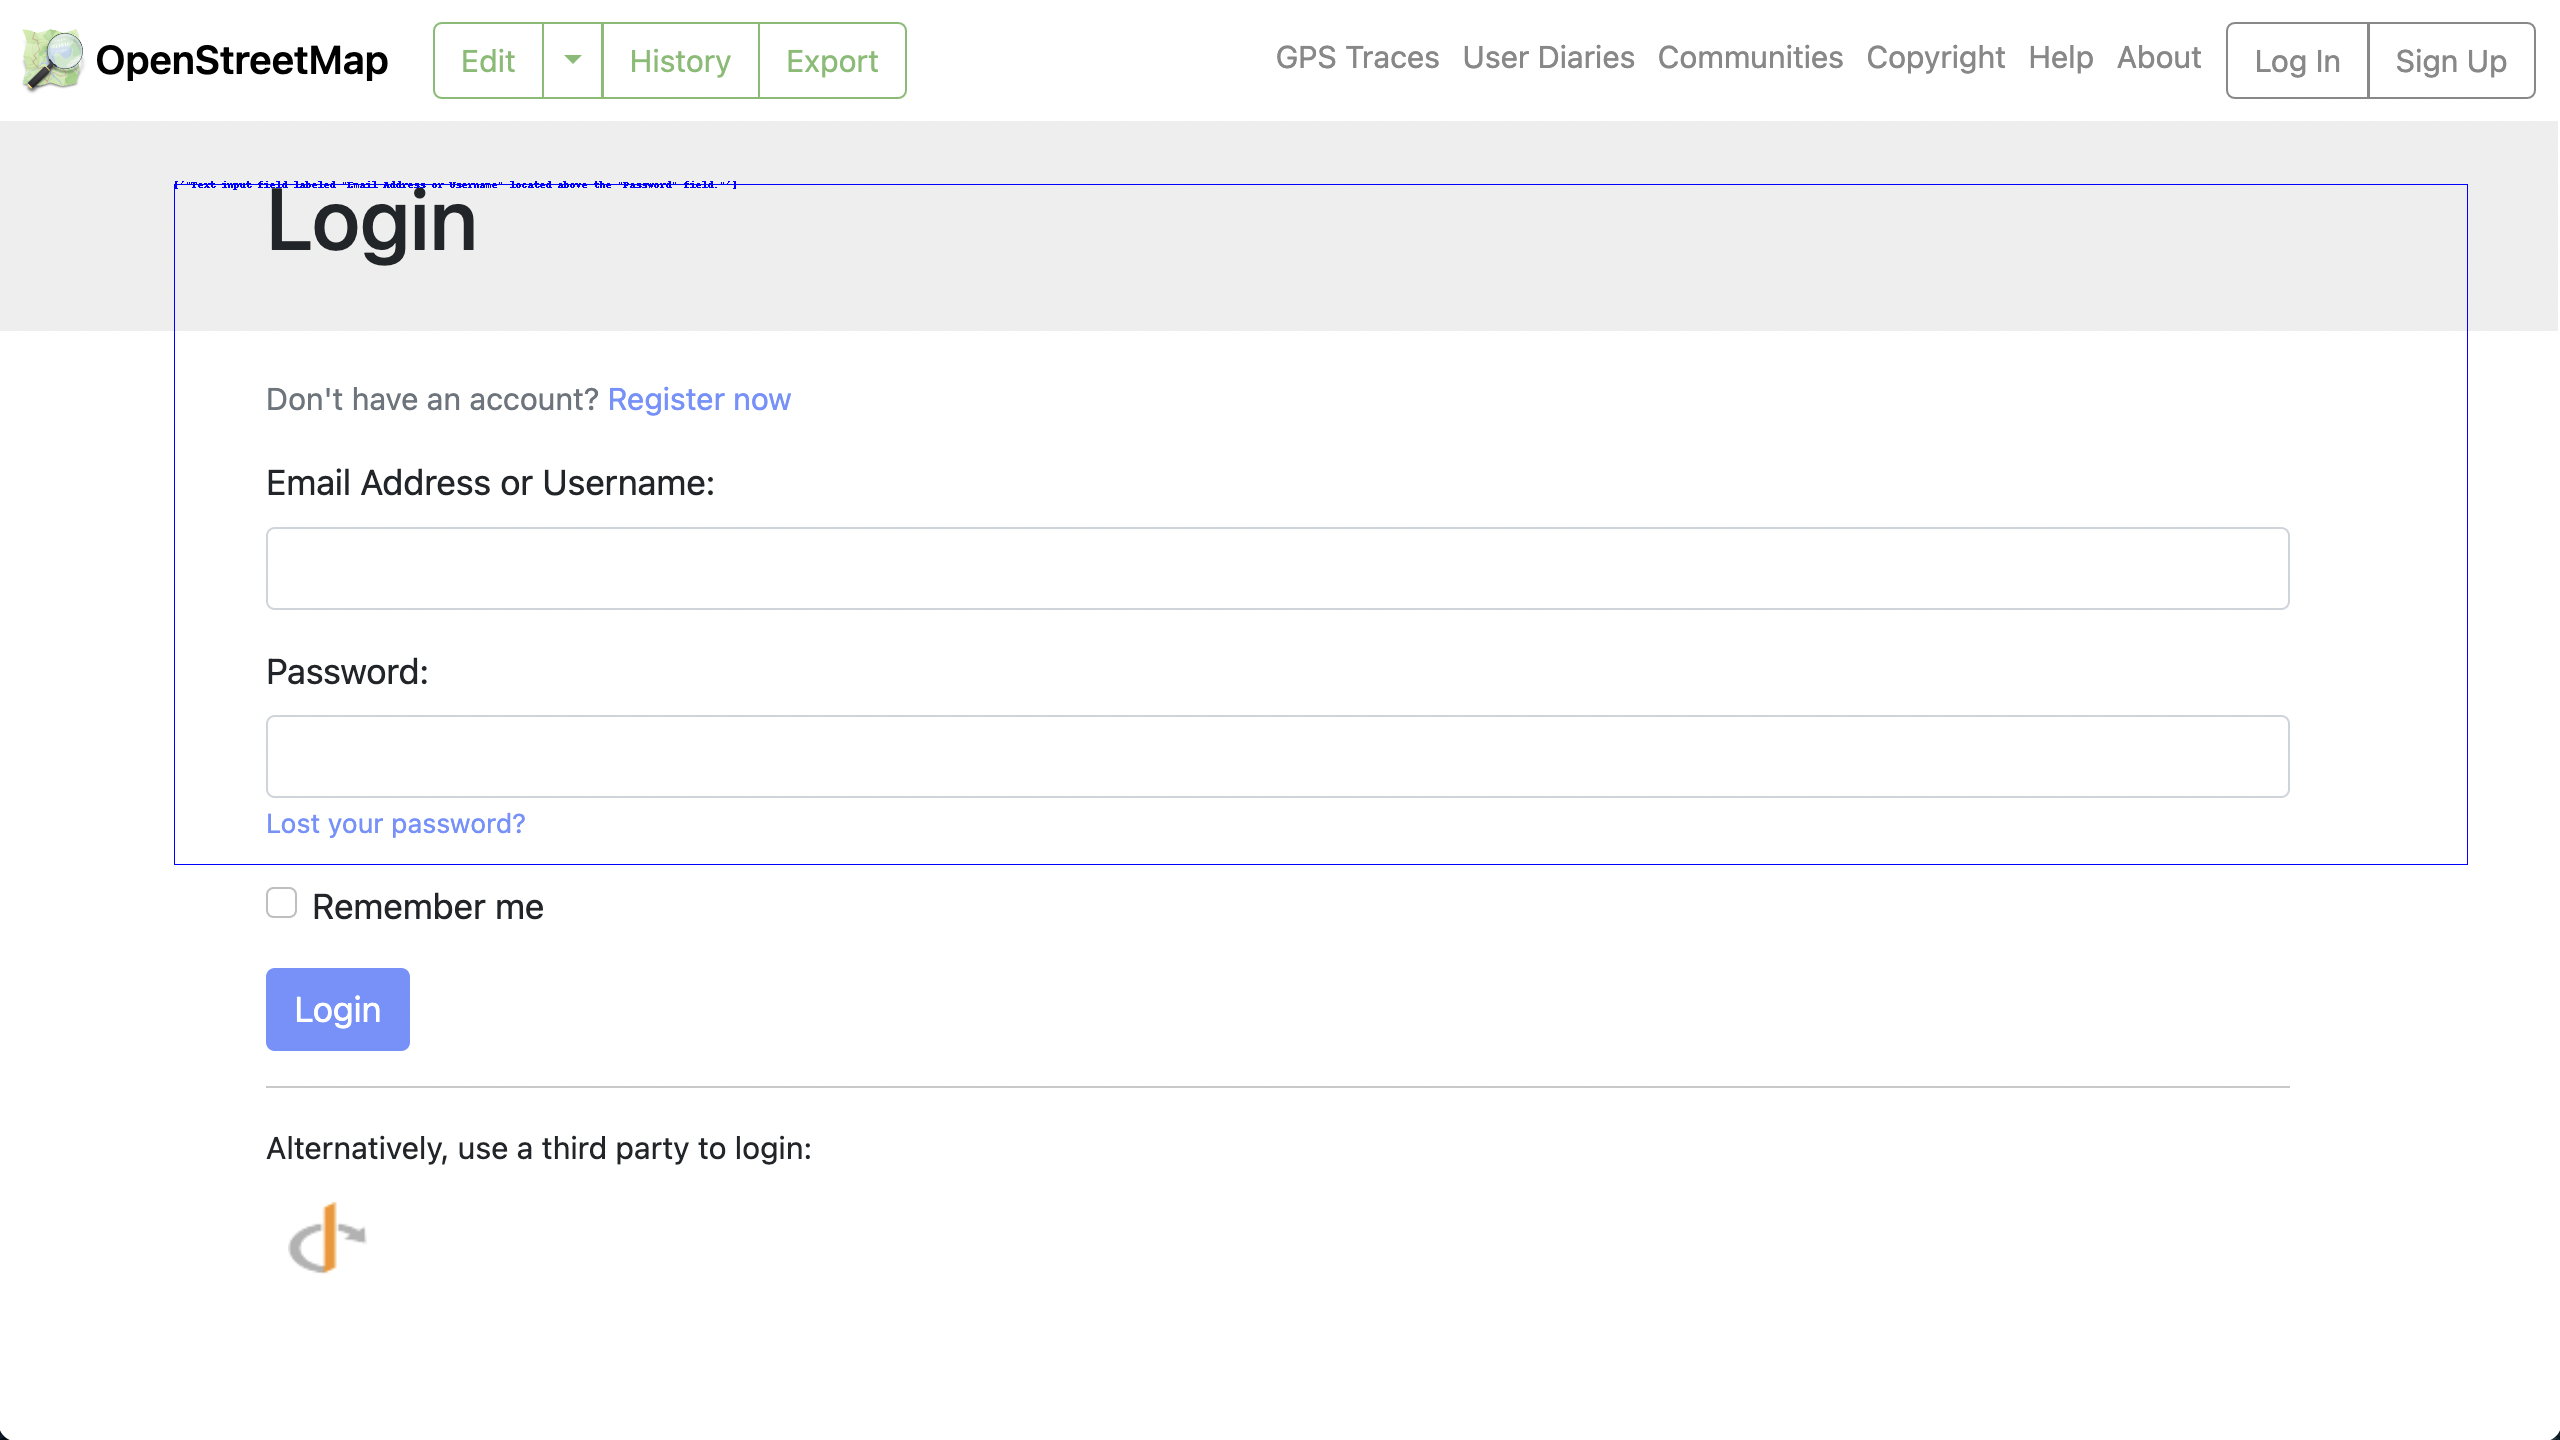 OpenStreetMap
Edit
History
Export
GPS Traces
User Diaries
Communities
Copyright
Help
About
Log In
Sign Up
['"Text input field labeled "Email Address or Username" located above the "Password" field."']
Login
Don't have an account? Register now
Email Address or Username:
Password:
Lost your password?
Remember me
Login
Alternatively, use a third party to login: